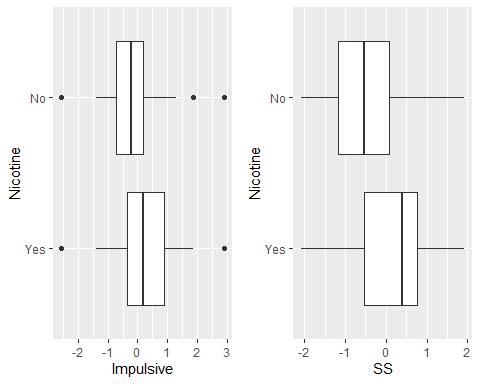 Nicotine
No
Yes
-2 -1 0 1 2 3
Impulsive
Nicotine
No
Yes
-2 -1 0 1 2
SS